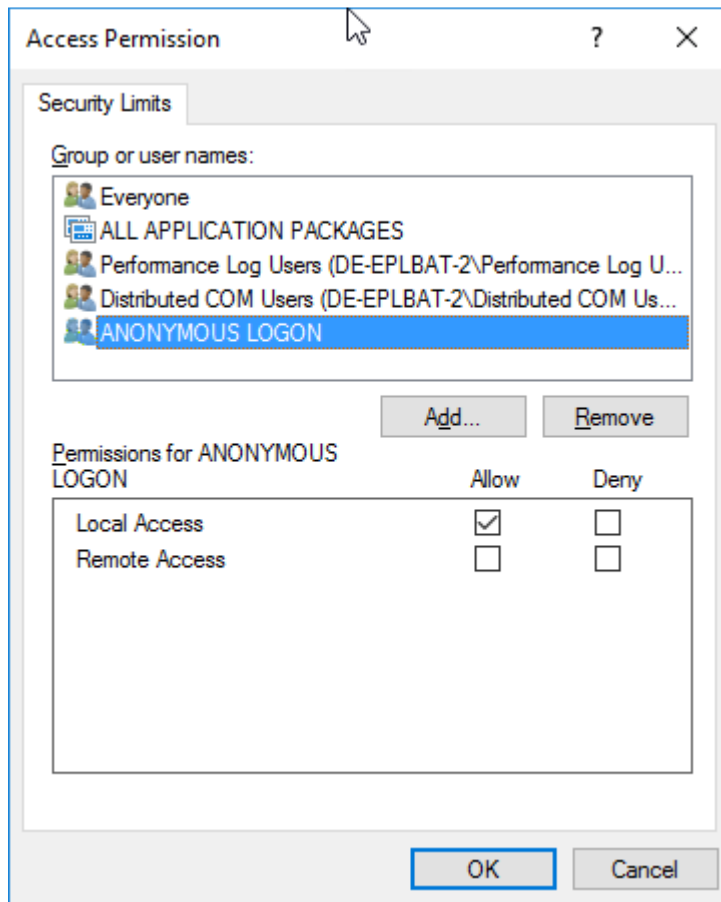 Access Permission
?
Security Limits
Group or user names:
Everyone
ALL APPLICATION PACKAGES
Performance Log Users (DE-EPLBAT-2\Performance Log U...
Distributed COM Users (DE-EPLBAT-2\Distributed COM Us...
ANONYMOUS LOGON
Add... Remove
Permissions for ANONYMOUS
LOGON Allow Deny
Local Access
Remote Access
OK Cancel